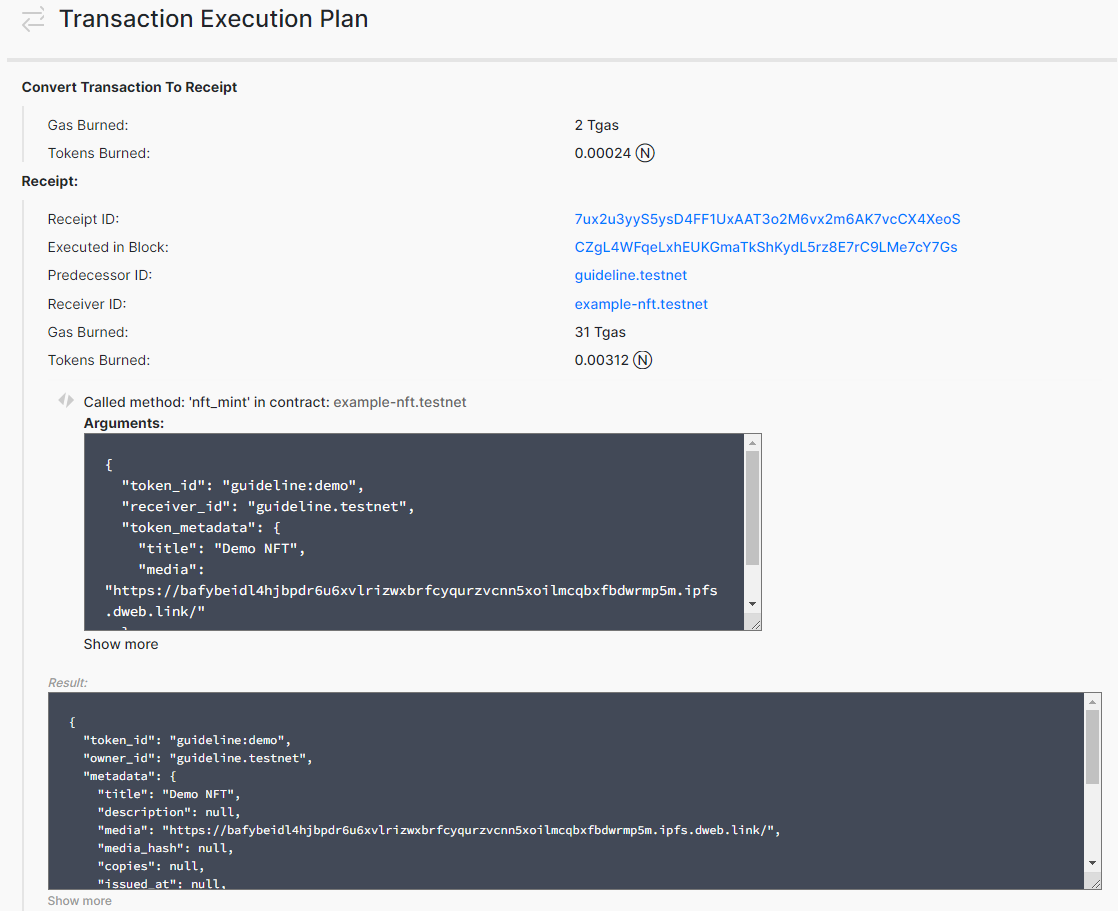 Transaction Execution Plan
Convert Transaction To Receipt
Gas Burned: 2 Tgas
Tokens Burned: 0.00024 Ⓝ
Receipt:
Receipt ID: 7ux2u3yyS5ysD4FF1UxAAT3o2M6vx2m6AK7vcCX4XeoS
Executed in Block: CZgL4WFqeLxhEUKGmaTkShKydL5rz8E7rC9LMe7cY7Gs
Predecessor ID: guideline.testnet
Receiver ID: example-nft.testnet
Gas Burned: 31 Tgas
Tokens Burned: 0.00312 Ⓝ
Called method: 'nft_mint' in contract: example-nft.testnet
Arguments:
{
"token_id": "guideline:demo",
"receiver_id": "guideline.testnet",
"token_metadata": {
"title": "Demo NFT",
"media":
"https://bafybeidl4hjbpdr6u6xvlrizwxbrfcyqurzvcnn5xoilmcqbxfbdwrmp5m.ipfs
.dweb.link/"
Show more
Result:
{
"token_id": "guideline:demo",
"owner_id": "guideline.testnet",
"metadata": {
"title": "Demo NFT",
"description": null,
"media": "https://bafybeidl4hjbpdr6u6xvlrizwxbrfcyqurzvcnn5xoilmcqbxfbdwrmp5m.ipfs.dweb.link/",
"media_hash": null,
"copies": null,
"issued_at": null,
Show more